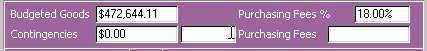 Budgeted Goods $472,644.11 Purchasing Fees % 18.00%
Contingencies $0.00 Purchasing Fees